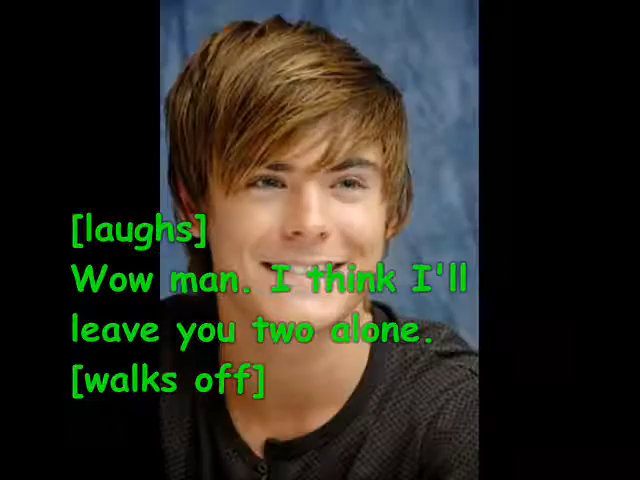 [laughs]
Wow man. I think I'll
leave you two alone.
[walks off]